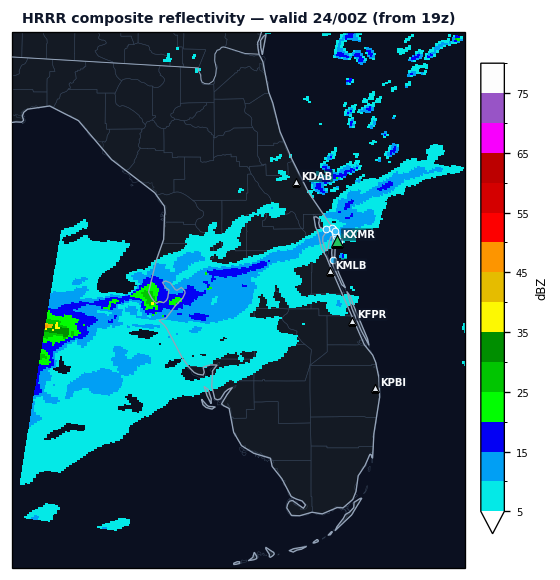 HRRR composite reflectivity — valid 24/00Z (from 19z)
75
65
55
45
35
25
15
5
dBZ
KDAB
KXMR
KMLB
KFPR
KPBI